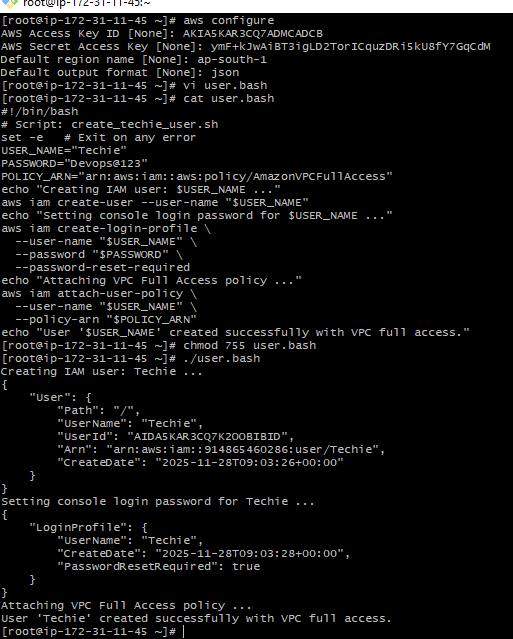 root@ip-172-31-11-45:~
[root@ip-172-31-11-45 ~]# aws configure
AWS Access Key ID [None]: AKIA5KAR3CQ7ADMCADCB
AWS Secret Access Key [None]: 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
Default region name [None]: ap-south-1
Default output format [None]: json
[root@ip-172-31-11-45 ~]# vi user.bash
[root@ip-172-31-11-45 ~]# cat user.bash
#!/bin/bash
# Script: create_techie_user.sh
set -e   # Exit on any error
USER_NAME="Techie"
PASSWORD="Devops@123"
POLICY_ARN="arn:aws:iam::aws:policy/AmazonVPCFullAccess"
echo "Creating IAM user: $USER_NAME ..."
aws iam create-user --user-name "$USER_NAME"
echo "Setting console login password for $USER_NAME ..."
aws iam create-login-profile \
  --user-name "$USER_NAME" \
  --password "$PASSWORD" \
  --password-reset-required
echo "Attaching VPC Full Access policy ..."
aws iam attach-user-policy \
  --user-name "$USER_NAME" \
  --policy-arn "$POLICY_ARN"
echo "User '$USER_NAME' created successfully with VPC full access."
[root@ip-172-31-11-45 ~]# chmod 755 user.bash
[root@ip-172-31-11-45 ~]# ./user.bash
Creating IAM user: Techie ...
{
    "User": {
        "Path": "/",
        "UserName": "Techie",
        "UserId": "AIDA5KAR3CQ7K2OOBIBID",
        "Arn": "arn:aws:iam::914865460286:user/Techie",
        "CreateDate": "2025-11-28T09:03:26+00:00"
    }
}
Setting console login password for Techie ...
{
    "LoginProfile": {
        "UserName": "Techie",
        "CreateDate": "2025-11-28T09:03:28+00:00",
        "PasswordResetRequired": true
    }
}
Attaching VPC Full Access policy ...
User 'Techie' created successfully with VPC full access.
[root@ip-172-31-11-45 ~]#